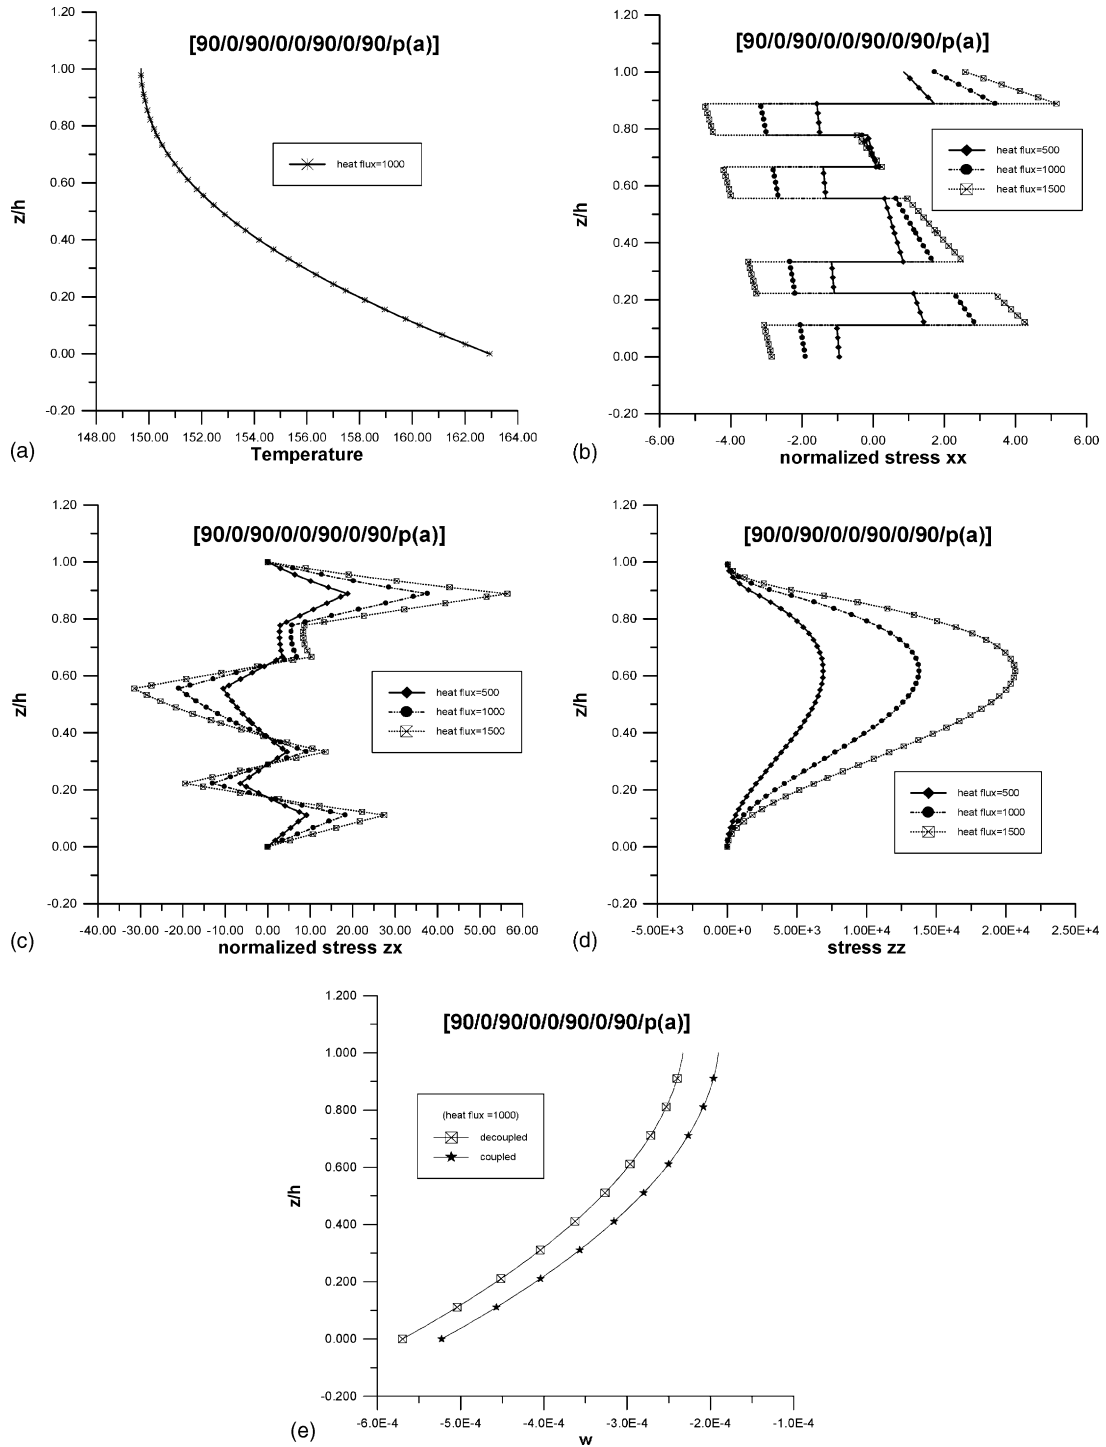 [90/0/90/0/0/90/0/90/p(a)]
1.20
1.00
0.80
0.60
0.40
0.20
0.00
-0.20
z/h
heat flux=1000
148.00 150.00 152.00 154.00 156.00 158.00 160.00 162.00 164.00
Temperature
(a)
[90/0/90/0/0/90/0/90/p(a)]
1.20
1.00
0.80
0.60
0.40
0.20
0.00
-0.20
z/h
heat flux=500
heat flux=1000
heat flux=1500
-6.00 -4.00 -2.00 0.00 2.00 4.00 6.00
normalized stress xx
(b)
[90/0/90/0/0/90/0/90/p(a)]
1.20
1.00
0.80
0.60
0.40
0.20
0.00
-0.20
z/h
heat flux=500
heat flux=1000
heat flux=1500
-40.00 -30.00 -20.00 -10.00 0.00 10.00 20.00 30.00 40.00 50.00 60.00
normalized stress zx
(c)
[90/0/90/0/0/90/0/90/p(a)]
1.20
1.00
0.80
0.60
0.40
0.20
0.00
-0.20
z/h
heat flux=500
heat flux=1000
heat flux=1500
-5.00E+3 0.00E+0 5.00E+3 1.00E+4 1.50E+4 2.00E+4 2.50E+4
stress zz
(d)
[90/0/90/0/0/90/0/90/p(a)]
1.200
1.000
0.800
0.600
0.400
0.200
0.000
-0.200
z/h
(heat flux =1000)
decoupled
coupled
-6.0E-4 -5.0E-4 -4.0E-4 -3.0E-4 -2.0E-4 -1.0E-4
w
(e)